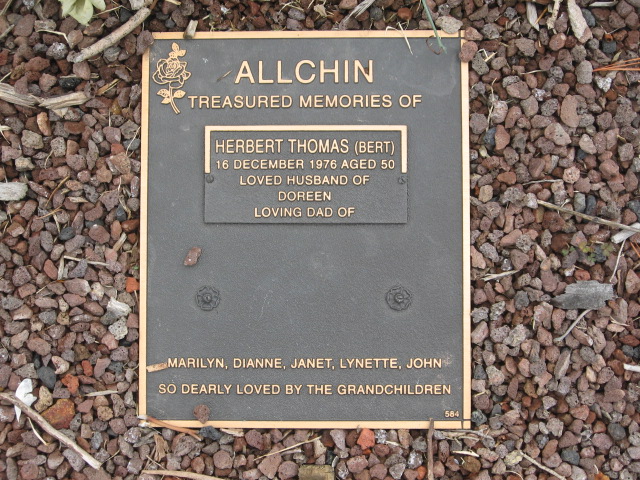 ALLCHIN
TREASURED MEMORIES OF
HERBERT THOMAS (BERT)
16 DECEMBER 1976 AGED 50
LOVED HUSBAND OF
DOREEN
LOVING DAD OF
MARILYN, DIANNE, JANET, LYNETTE, JOHN
SO DEARLY LOVED BY THE GRANDCHILDREN
584